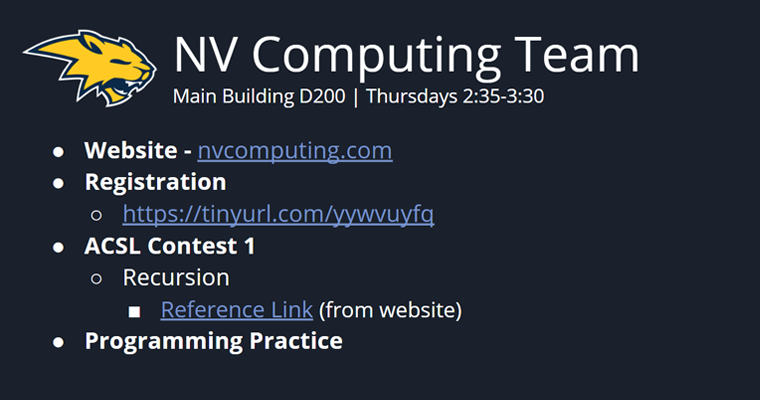 NV Computing Team
Main Building D200 | Thursdays 2:35-3:30
● Website - nvcomputing.com
● Registration
○ https://tinyurl.com/yywvuyfq
● ACSL Contest 1
○ Recursion
■ Reference Link (from website)
● Programming Practice